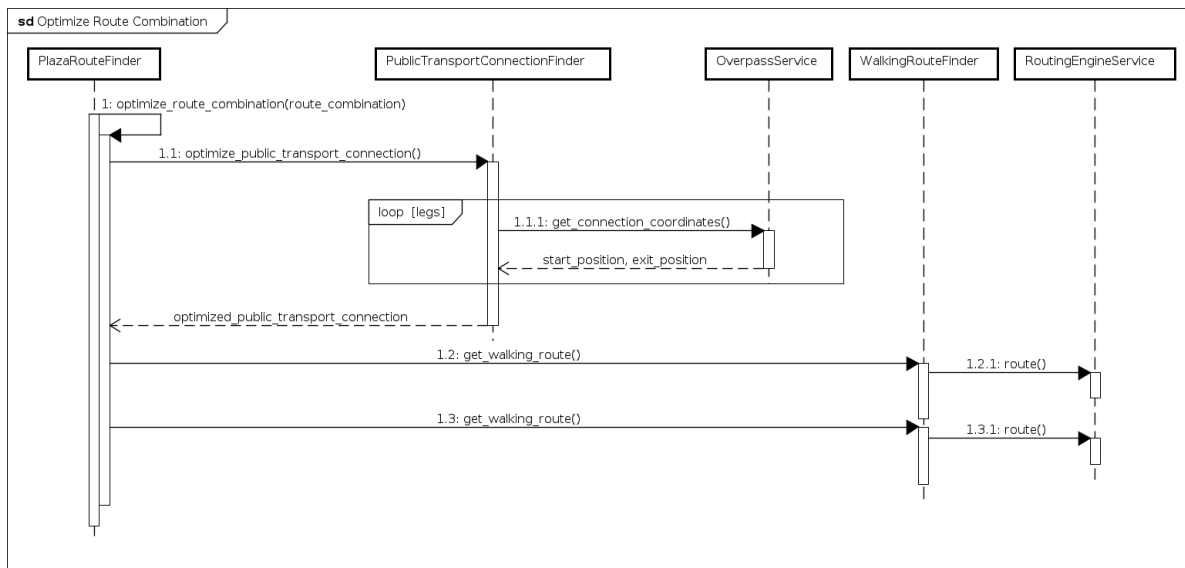 sd Optimize Route Combination
PlazaRouteFinder
PublicTransportConnectionFinder
OverpassService
WalkingRouteFinder
RoutingEngineService
1: optimize_route_combination(route_combination)
1.1: optimize_public_transport_connection()
loop [legs]
1.1.1: get_connection_coordinates()
start_position, exit_position
optimized_public_transport_connection
1.2: get_walking_route()
1.2.1: route()
1.3: get_walking_route()
1.3.1: route()